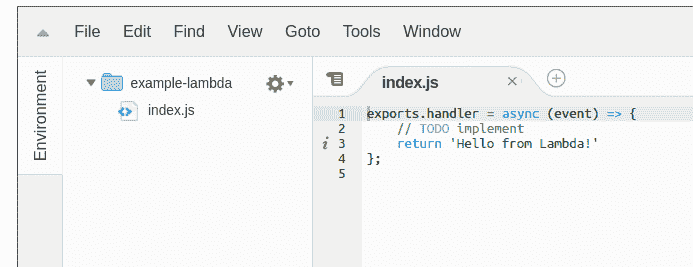 File Edit Find View Goto Tools Window
Environment
example-lambda
index.js
index.js ×
1 exports.handler = async (event) => {
2 // TODO implement
i 3 return 'Hello from Lambda!'
4 };
5